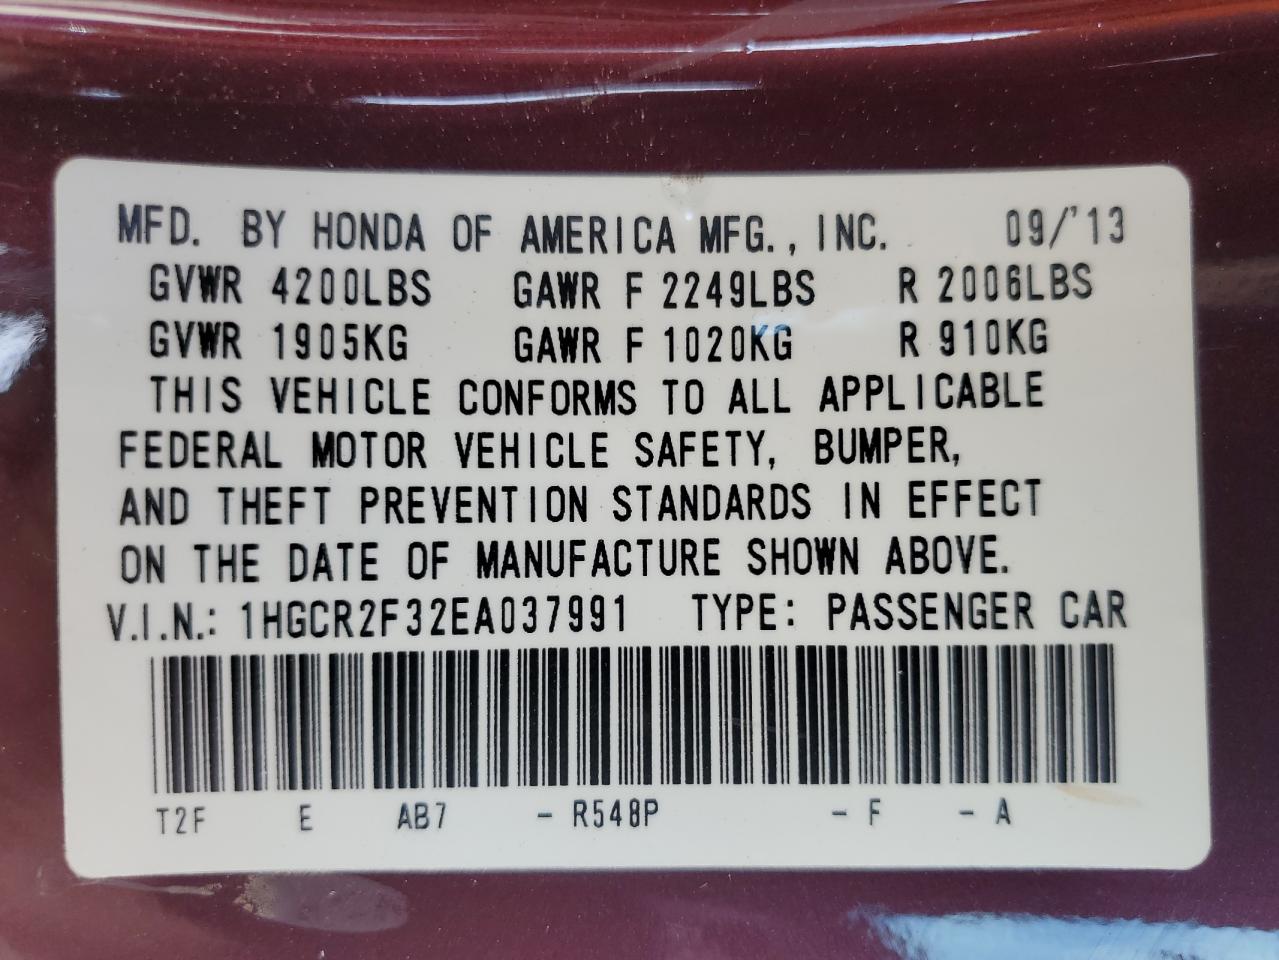 MFD. BY HONDA OF AMERICA MFG., INC. 09/'13
GVWR 4200LBS GAWR F 2249LBS R 2006LBS
GVWR 1905KG GAWR F 1020KG R 910KG
THIS VEHICLE CONFORMS TO ALL APPLICABLE
FEDERAL MOTOR VEHICLE SAFETY, BUMPER,
AND THEFT PREVENTION STANDARDS IN EFFECT
ON THE DATE OF MANUFACTURE SHOWN ABOVE.
V.I.N.: 1HGCR2F32EA037991 TYPE: PASSENGER CAR
T2F E AB7 - R548P - F - A